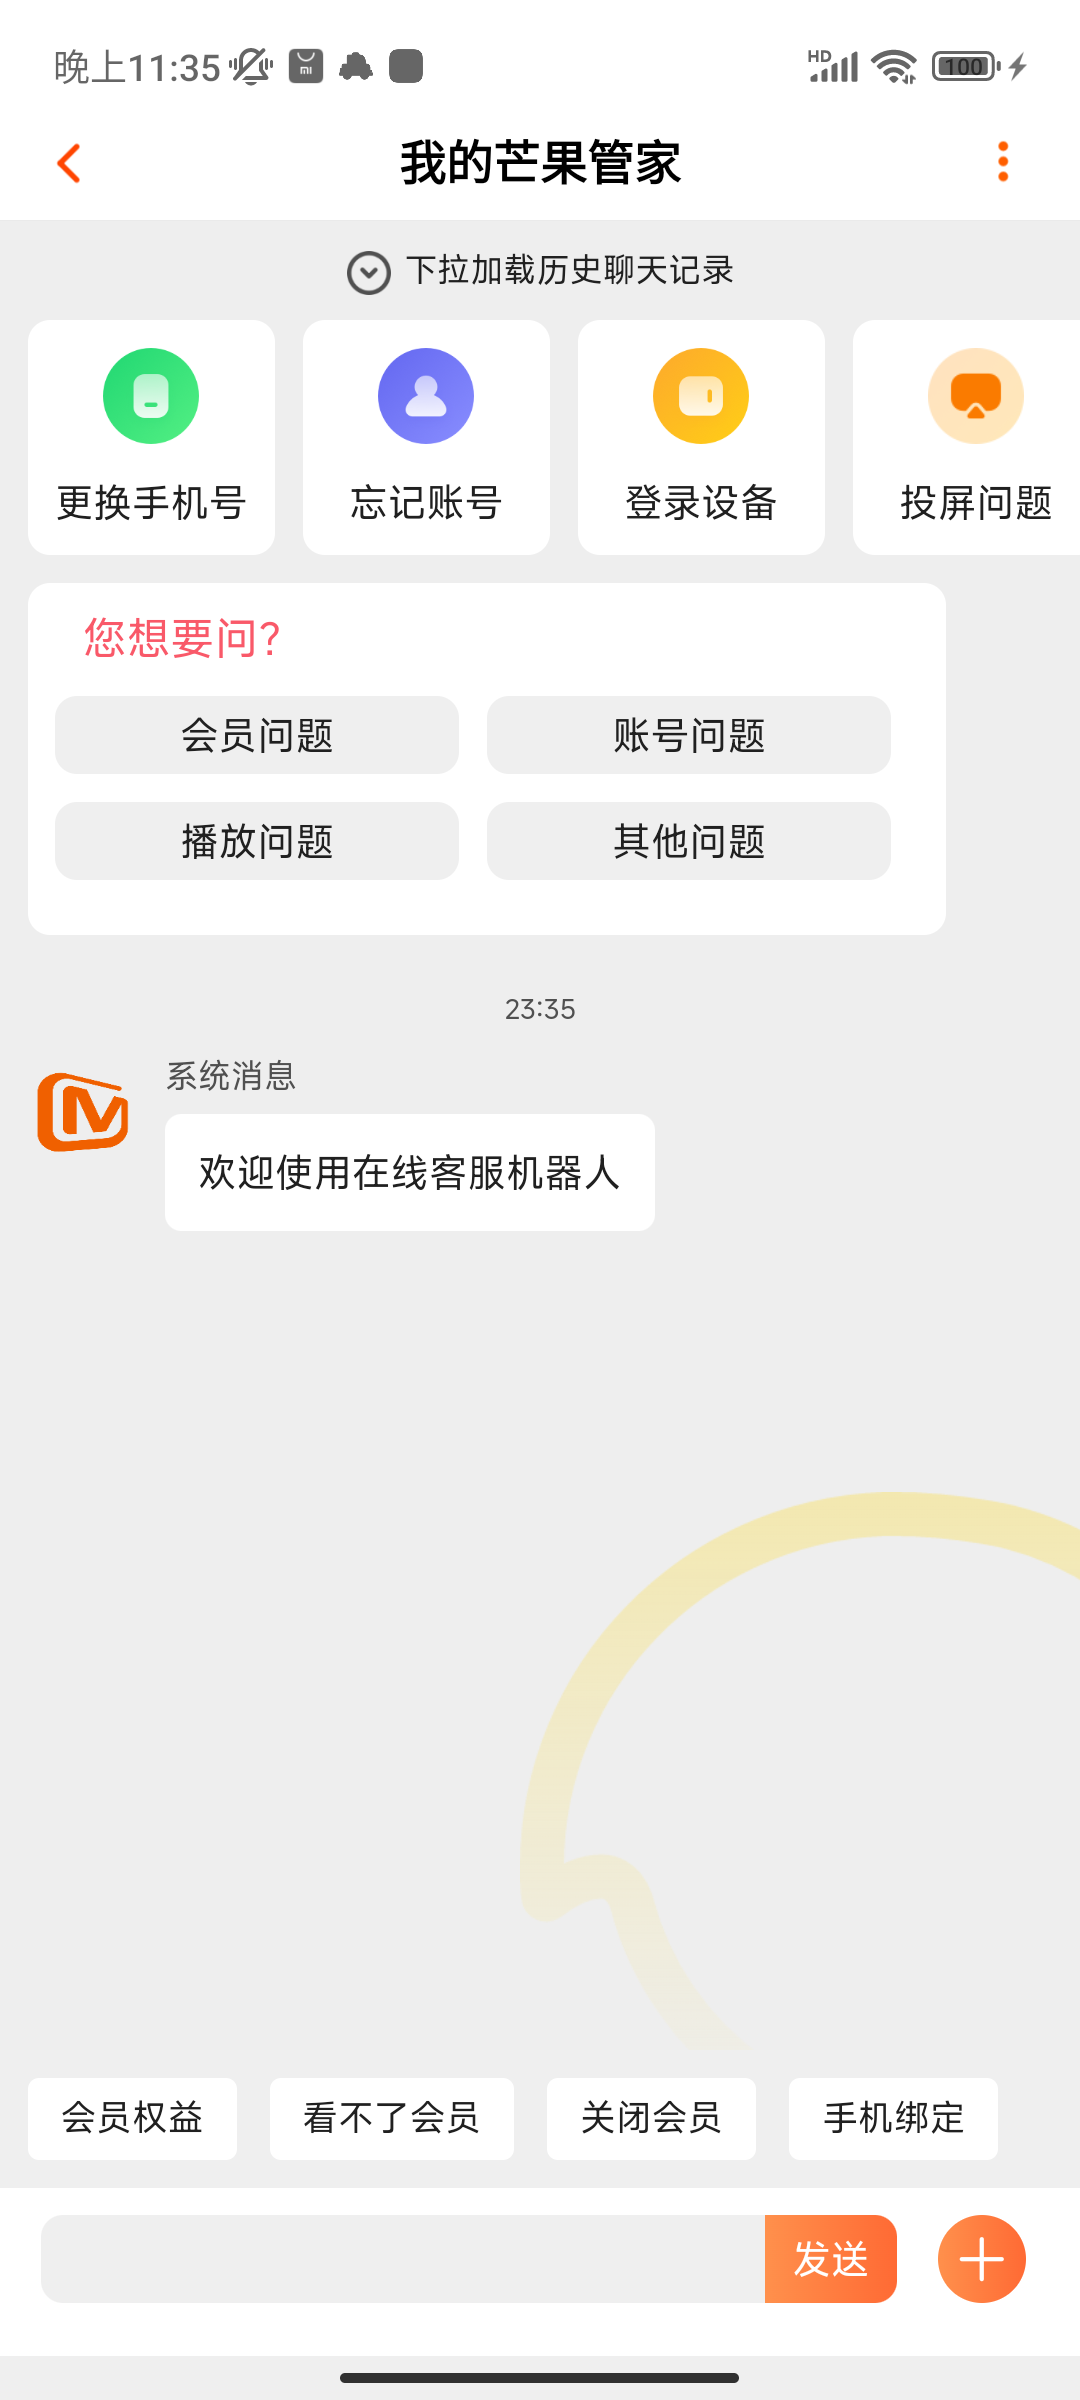 晚上11:35
HD
100
我的芒果管家
下拉加载历史聊天记录
更换手机号
忘记账号
登录设备
投屏问题
您想要问?
会员问题
账号问题
播放问题
其他问题
23:35
系统消息
欢迎使用在线客服机器人
会员权益
看不了会员
关闭会员
手机绑定
发送